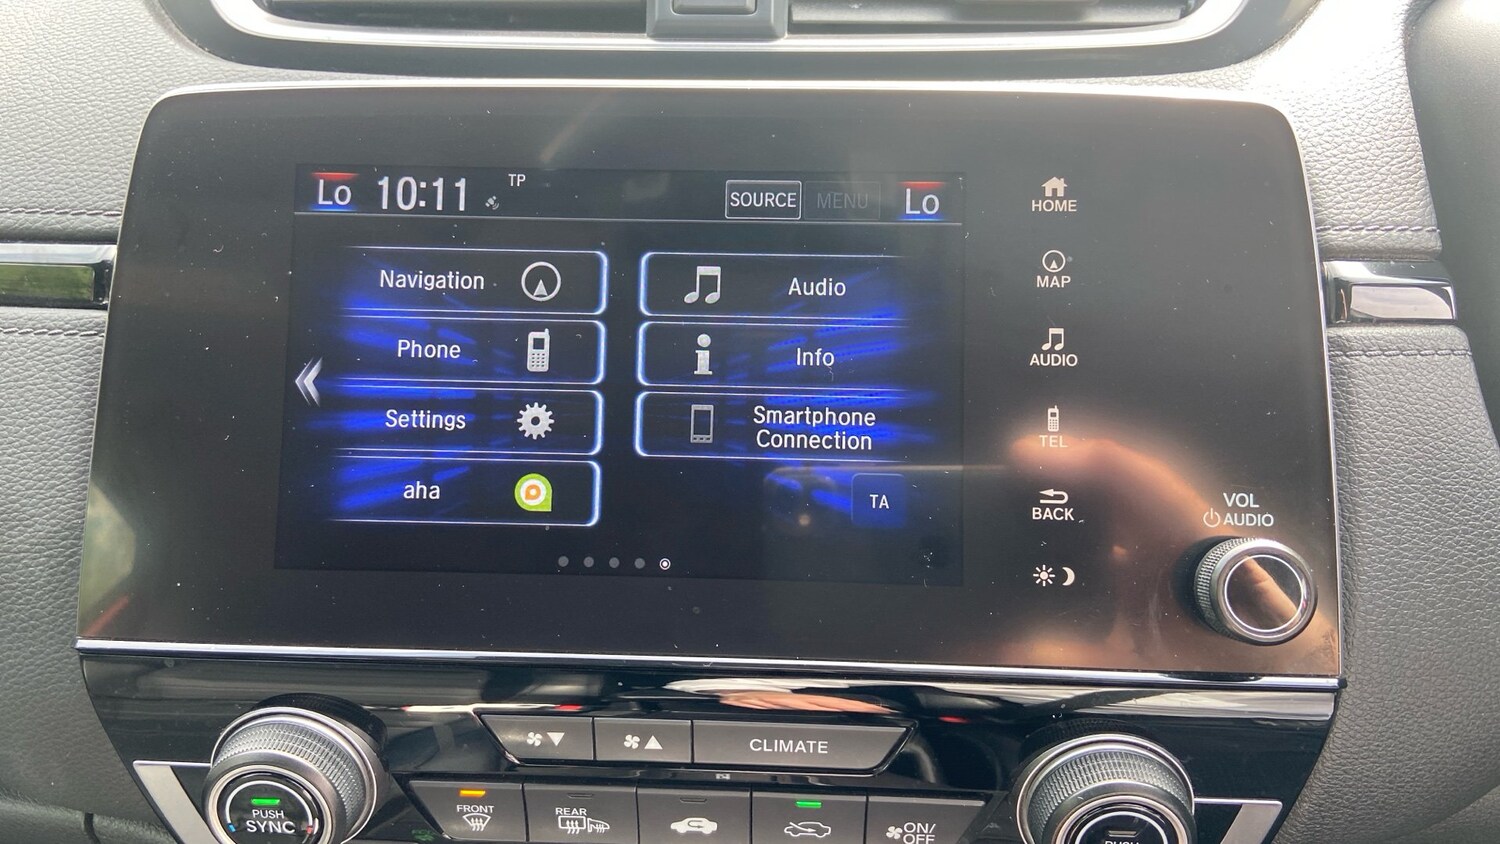 Lo 10:11 TP SOURCE MENU Lo
Navigation
Audio
Phone
Info
Settings
Smartphone
Connection
aha
TA
HOME
MAP
AUDIO
TEL
BACK
VOL
AUDIO
CLIMATE
PUSH
SYNC
FRONT
REAR
ON/
OFF
PUSH